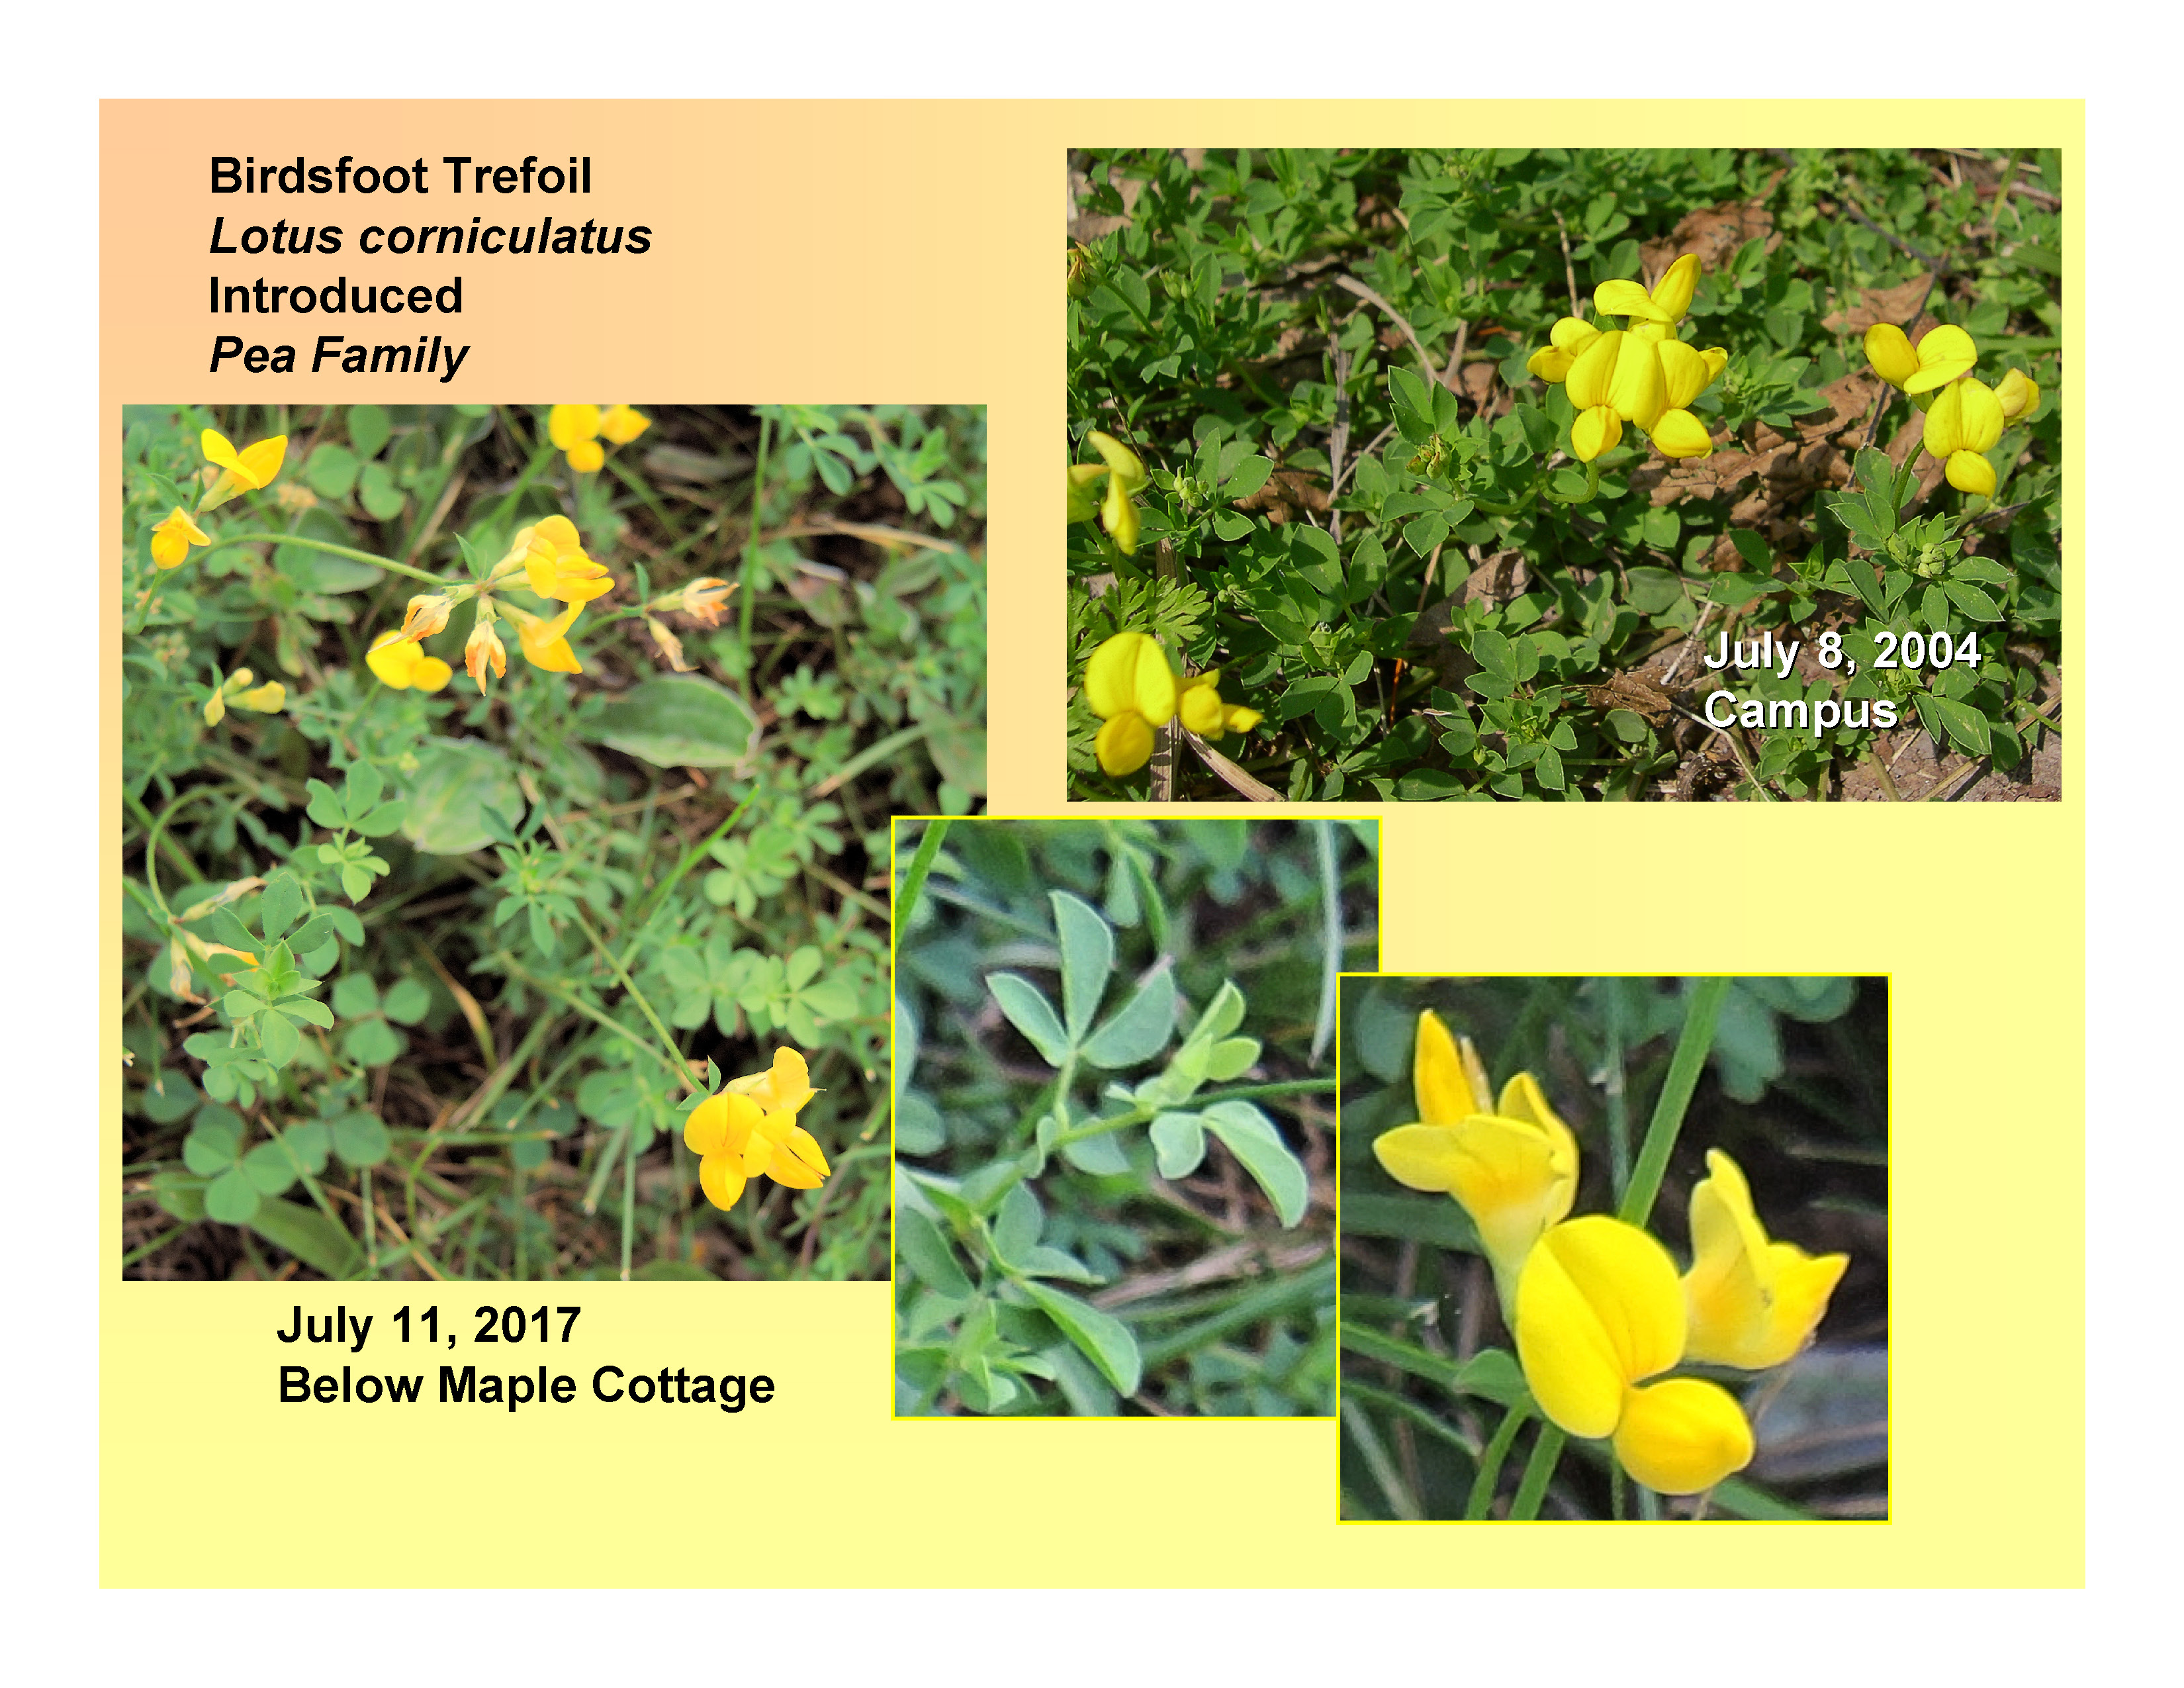 Birdsfoot Trefoil
Lotus corniculatus
Introduced
Pea Family
July 8, 2004
Campus
July 11, 2017
Below Maple Cottage